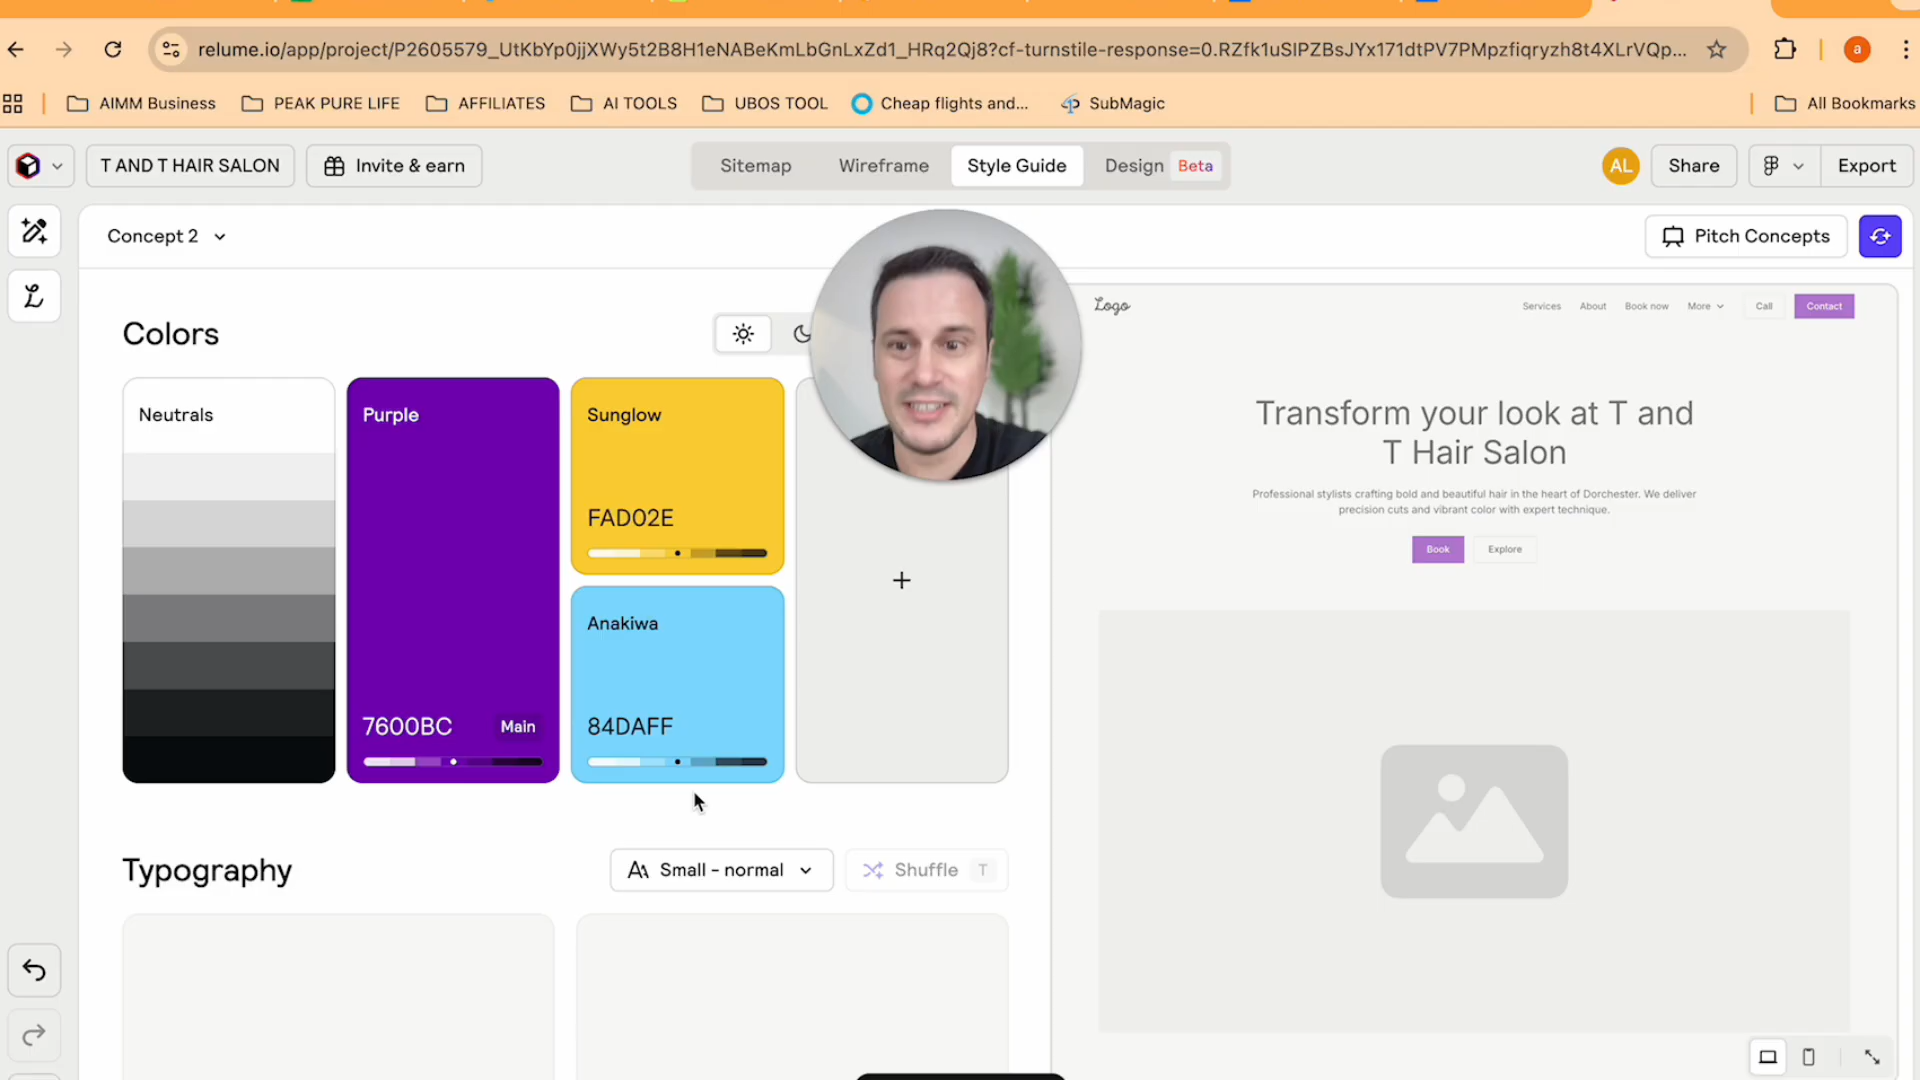 relume.io/app/project/P2605579_UtKbYp0jjXWy5t2B8H1eNABeKmLbGnLxZd1_HRq2Qj8?cf-turnstile-response=0.RZfk1uSIPZBsJYx171dtPV7PMpzfiqryzh8t4XLrVQp...
a
AIMM Business
PEAK PURE LIFE
AFFILIATES
AI TOOLS
UBOS TOOL
Cheap flights and...
SubMagic
All Bookmarks
T AND T HAIR SALON
Invite & earn
Sitemap
Wireframe
Style Guide
Design Beta
AL
Share
Export
Concept 2
Pitch Concepts
Colors
Neutrals
Purple
7600BC
Main
Sunglow
FAD02E
Anakiwa
84DAFF
+
Typography
Small - normal
Shuffle T
Logo
Services
About
Book now
More
Call
Contact
Transform your look at T and
T Hair Salon
Professional stylists crafting bold and beautiful hair in the heart of Dorchester. We deliver
precision cuts and vibrant color with expert technique.
Book
Explore